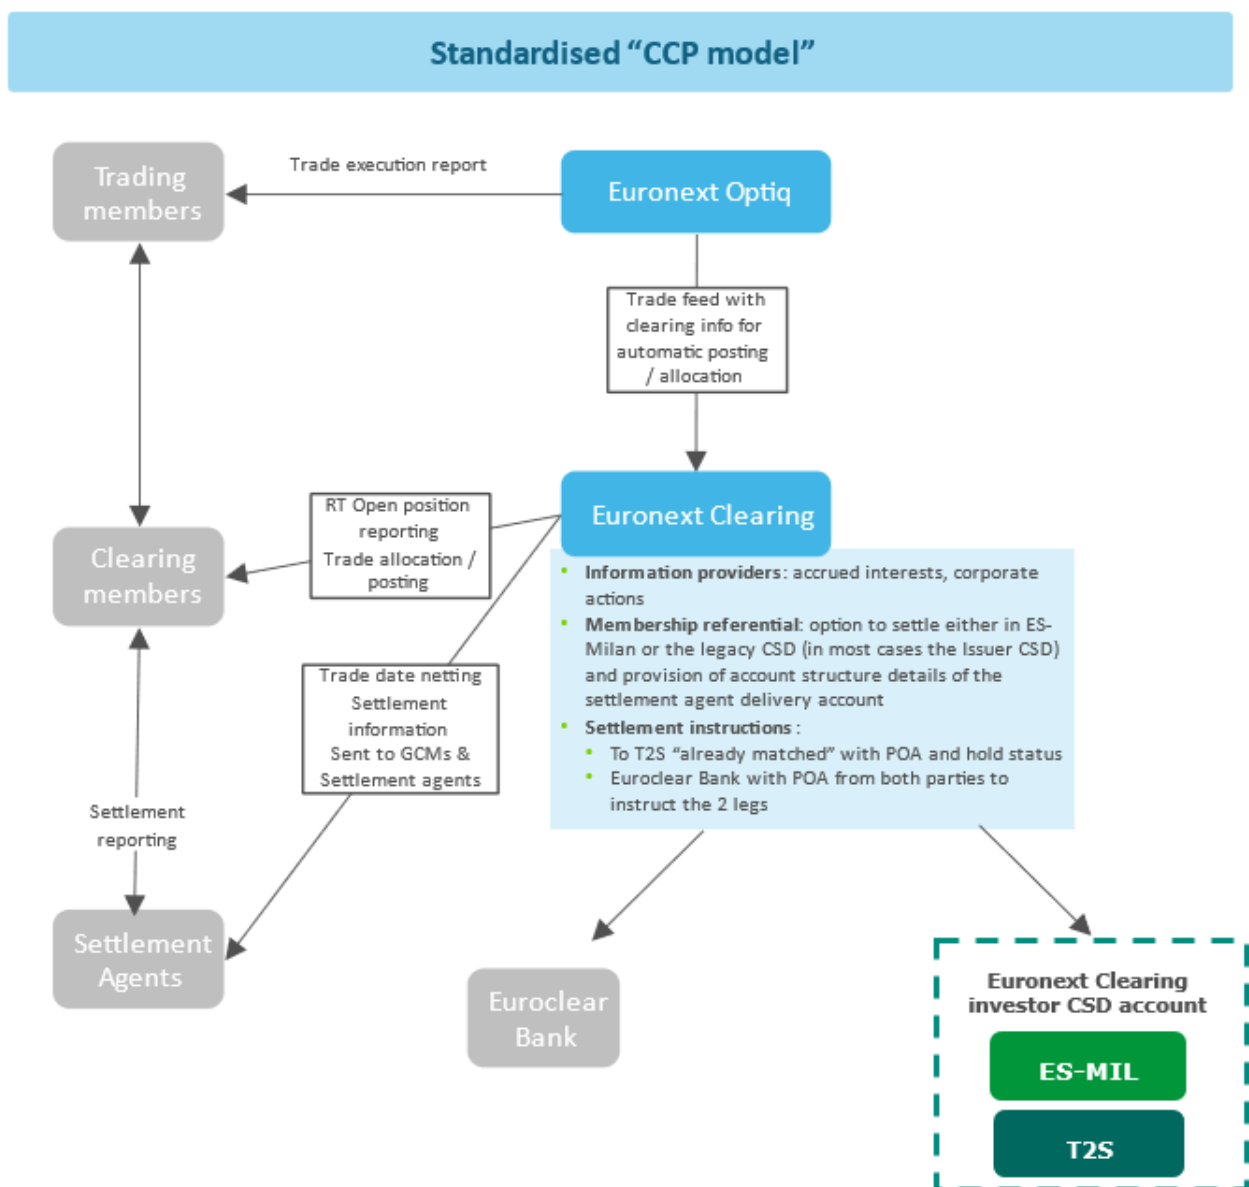 Standardised “CCP model”
Trading
members
Trade execution report
Euronext Optiq
Trade feed with
clearing info for
automatic posting
/ allocation
RT Open position
reporting
Trade allocation /
posting
Euronext Clearing
Clearing
members
• Information providers: accrued interests, corporate
actions
• Membership referential: option to settle either in ES-
Milan or the legacy CSD (in most cases the Issuer CSD)
and provision of account structure details of the
settlement agent delivery account
• Settlement instructions :
• To T2S “already matched” with POA and hold status
• Euroclear Bank with POA from both parties to
instruct the 2 legs
Trade date netting
Settlement
information
Sent to GCMs &
Settlement agents
Settlement
reporting
Settlement
Agents
Euroclear
Bank
Euronext Clearing
investor CSD account
ES-MIL
T2S